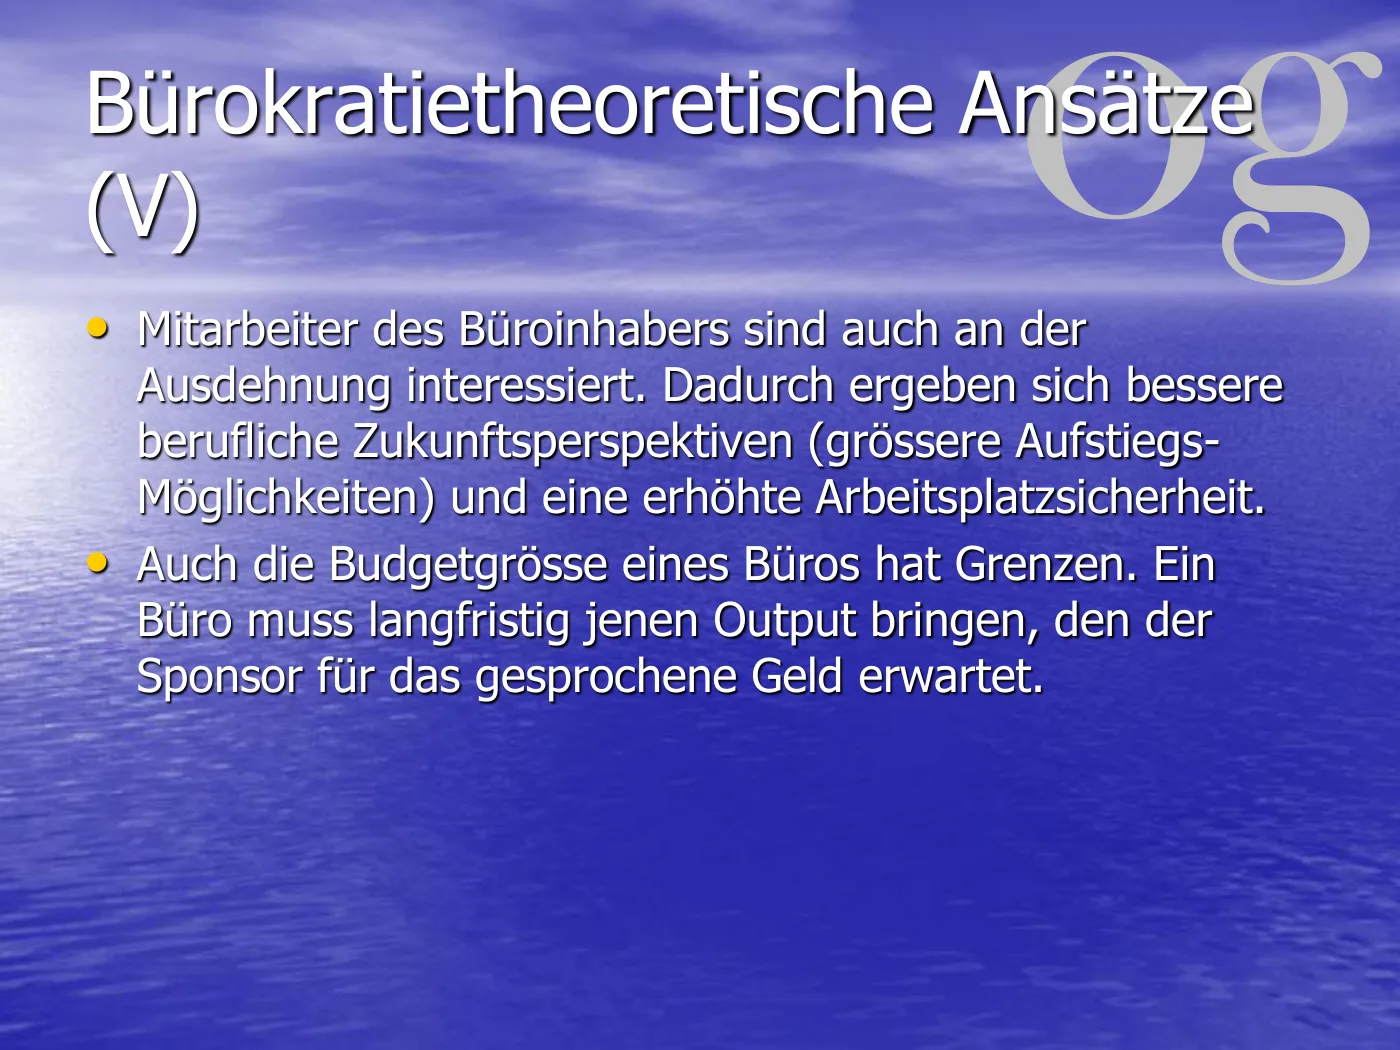 og
Bürokratietheoretische Ansätze
(V)
• Mitarbeiter des Büroinhabers sind auch an der
Ausdehnung interessiert. Dadurch ergeben sich bessere
berufliche Zukunftsperspektiven (grössere Aufstiegs-
Möglichkeiten) und eine erhöhte Arbeitsplatzsicherheit.
• Auch die Budgetgrösse eines Büros hat Grenzen. Ein
Büro muss langfristig jenen Output bringen, den der
Sponsor für das gesprochene Geld erwartet.